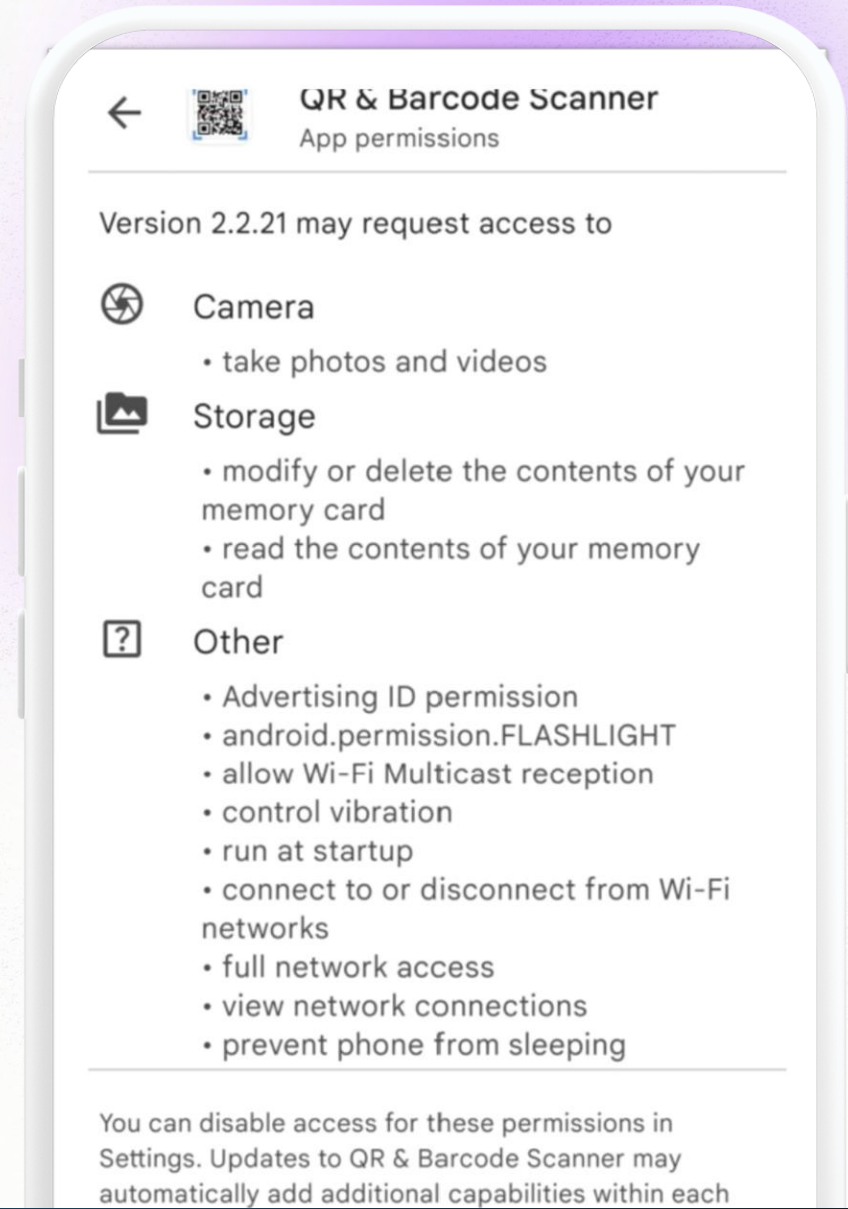 QR & Barcode Scanner
App permissions
Version 2.2.21 may request access to
Camera
• take photos and videos
Storage
• modify or delete the contents of your
memory card
• read the contents of your memory
card
Other
• Advertising ID permission
• android.permission.FLASHLIGHT
• allow Wi-Fi Multicast reception
• control vibration
• run at startup
• connect to or disconnect from Wi-Fi
networks
• full network access
• view network connections
• prevent phone from sleeping
You can disable access for these permissions in
Settings. Updates to QR & Barcode Scanner may
automatically add additional capabilities within each